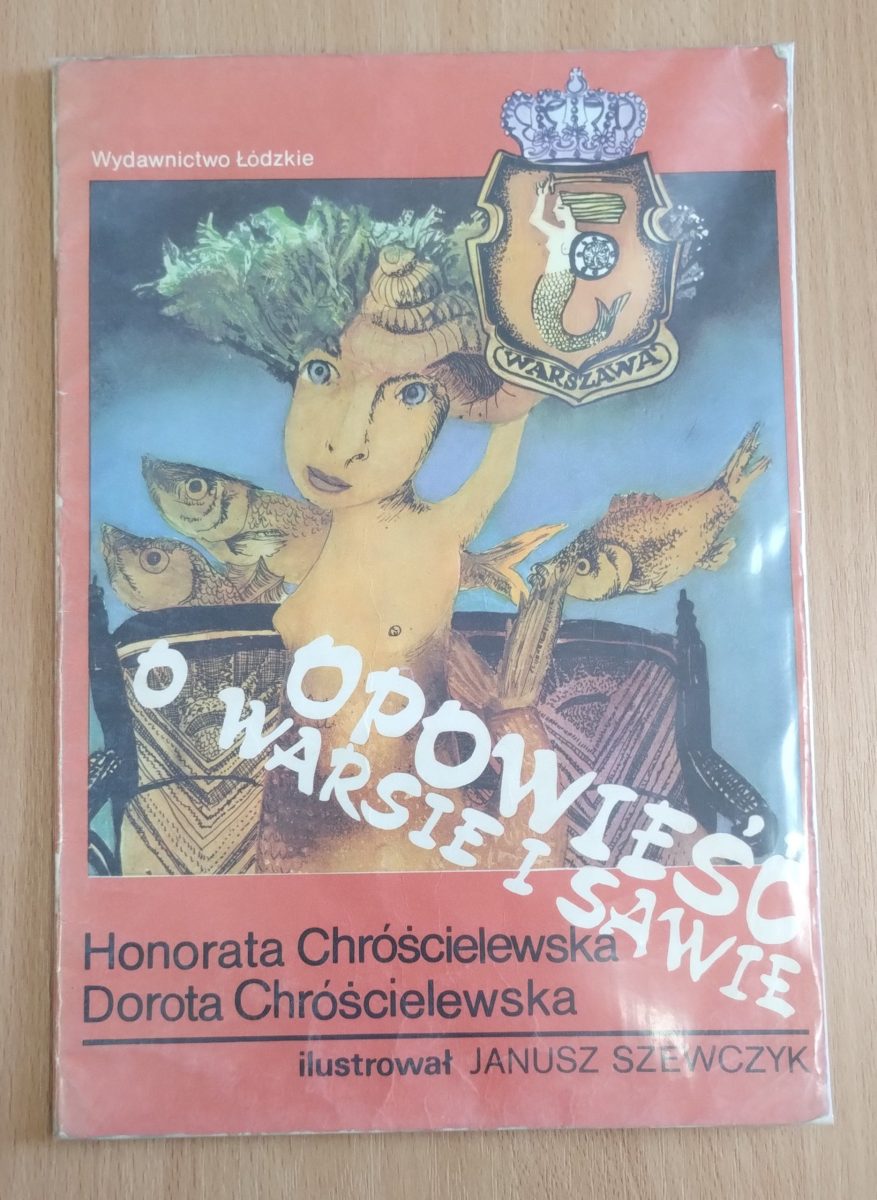 Wydawnictwo Łódzkie
WARSZAWA
OPOWIEŚĆ
O WARSIE I SAWIE
Honorata Chróścielewska
Dorota Chróścielewska
ilustrował JANUSZ SZEWCZYK